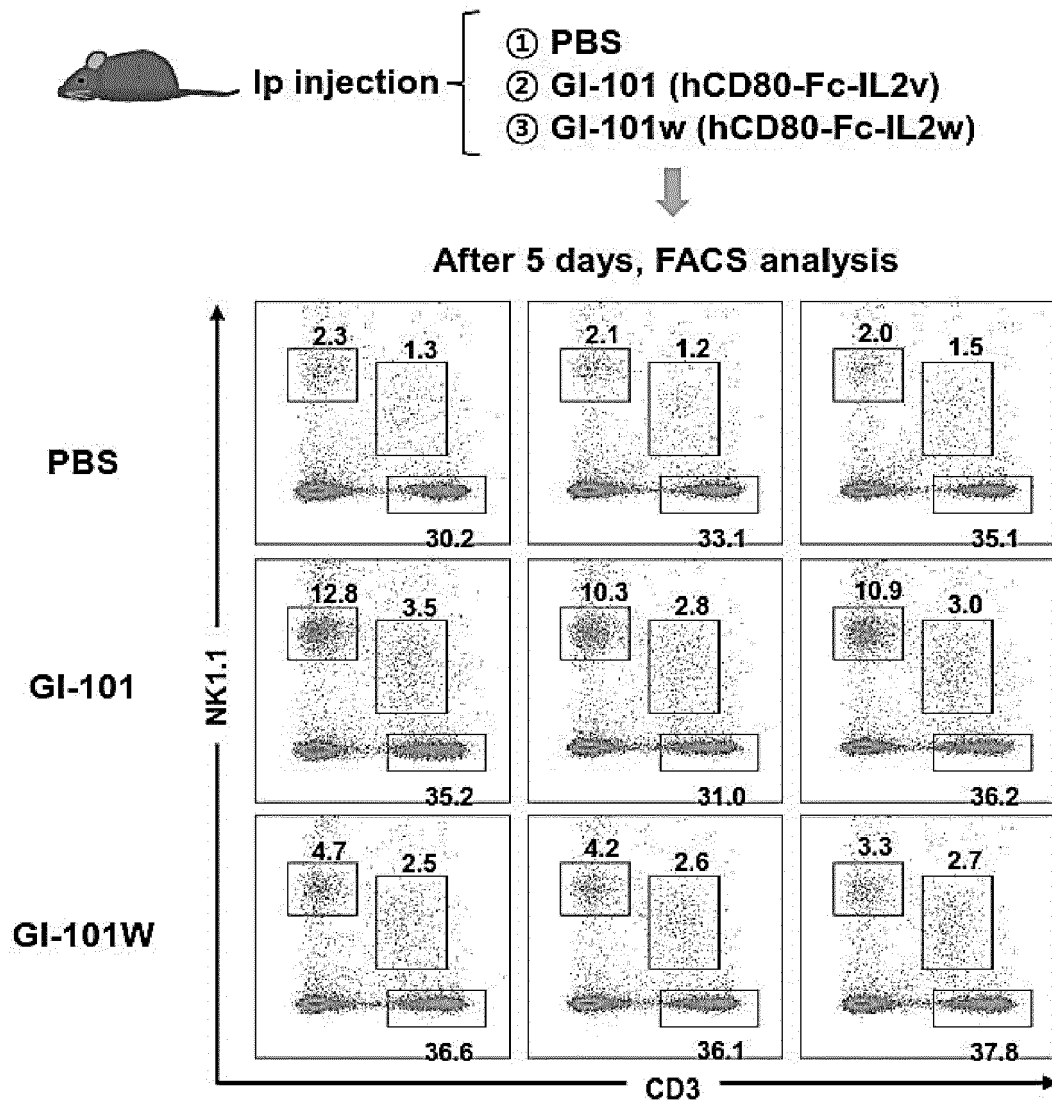 Ip injection
① PBS
② GI-101 (hCD80-Fc-IL2v)
③ GI-101w (hCD80-Fc-IL2w)
After 5 days, FACS analysis
PBS
2.3 1.3 2.1 1.2 2.0 1.5
30.2 33.1 35.1
GI-101
12.8 3.5 10.3 2.8 10.9 3.0
35.2 31.0 36.2
GI-101W
4.7 2.5 4.2 2.6 3.3 2.7
36.6 36.1 37.8
NK1.1
CD3